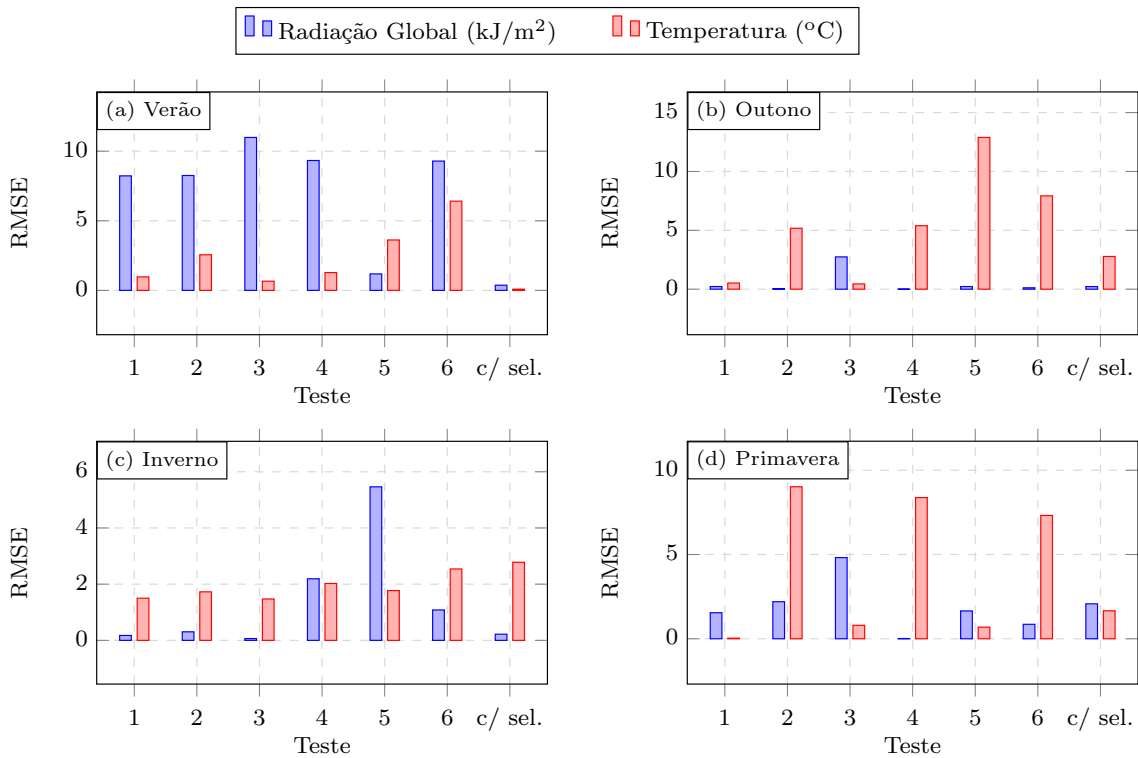 Radiação Global (kJ/m²) Temperatura (ºC)
(a) Verão
RMSE
10
5
0
1 2 3 4 5 6 c/ sel.
Teste
(b) Outono
RMSE
15
10
5
0
1 2 3 4 5 6 c/ sel.
Teste
(c) Inverno
RMSE
6
4
2
0
1 2 3 4 5 6 c/ sel.
Teste
(d) Primavera
RMSE
10
5
0
1 2 3 4 5 6 c/ sel.
Teste